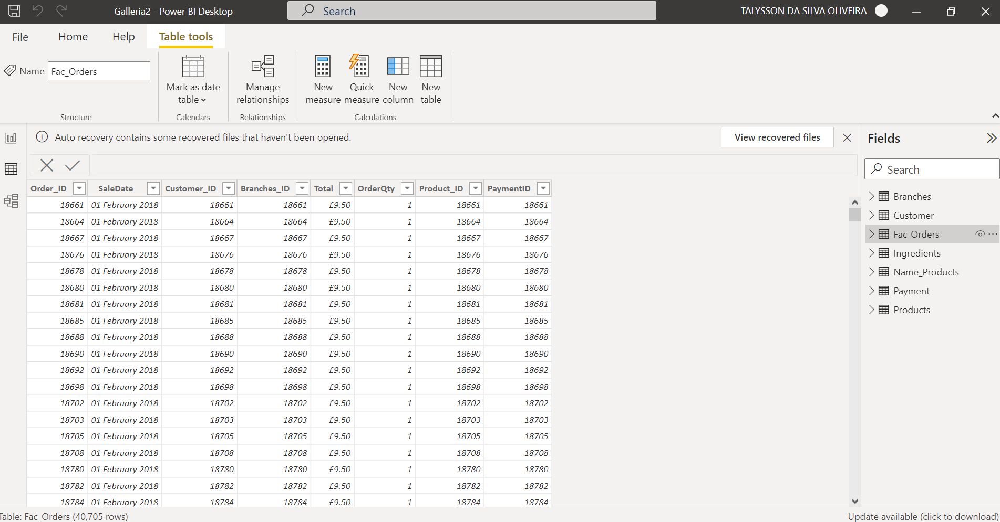 Galleria2 - Power BI Desktop
Search
TALYSSON DA SILVA OLIVEIRA
File Home Help Table tools
Name Fac_Orders
Mark as date table
Manage relationships
New measure
Quick measure
New column
New table
Structure Calendars Relationships Calculations
Auto recovery contains some recovered files that haven't been opened.
View recovered files
Order_ID SaleDate Customer_ID Branches_ID Total OrderQty Product_ID PaymentID
18661 01 February 2018 18661 18661 £9.50 1 18661 18661
18664 01 February 2018 18664 18664 £9.50 1 18664 18664
18667 01 February 2018 18667 18667 £9.50 1 18667 18667
18676 01 February 2018 18676 18676 £9.50 1 18676 18676
18678 01 February 2018 18678 18678 £9.50 1 18678 18678
18680 01 February 2018 18680 18680 £9.50 1 18680 18680
18681 01 February 2018 18681 18681 £9.50 1 18681 18681
18685 01 February 2018 18685 18685 £9.50 1 18685 18685
18688 01 February 2018 18688 18688 £9.50 1 18688 18688
18690 01 February 2018 18690 18690 £9.50 1 18690 18690
18692 01 February 2018 18692 18692 £9.50 1 18692 18692
18698 01 February 2018 18698 18698 £9.50 1 18698 18698
18702 01 February 2018 18702 18702 £9.50 1 18702 18702
18703 01 February 2018 18703 18703 £9.50 1 18703 18703
18705 01 February 2018 18705 18705 £9.50 1 18705 18705
18708 01 February 2018 18708 18708 £9.50 1 18708 18708
18780 01 February 2018 18780 18780 £9.50 1 18780 18780
18782 01 February 2018 18782 18782 £9.50 1 18782 18782
18784 01 February 2018 18784 18784 £9.50 1 18784 18784
Fields
Search
Branches
Customer
Fac_Orders
Ingredients
Name_Products
Payment
Products
Table: Fac_Orders (40,705 rows)
Update available (click to download)